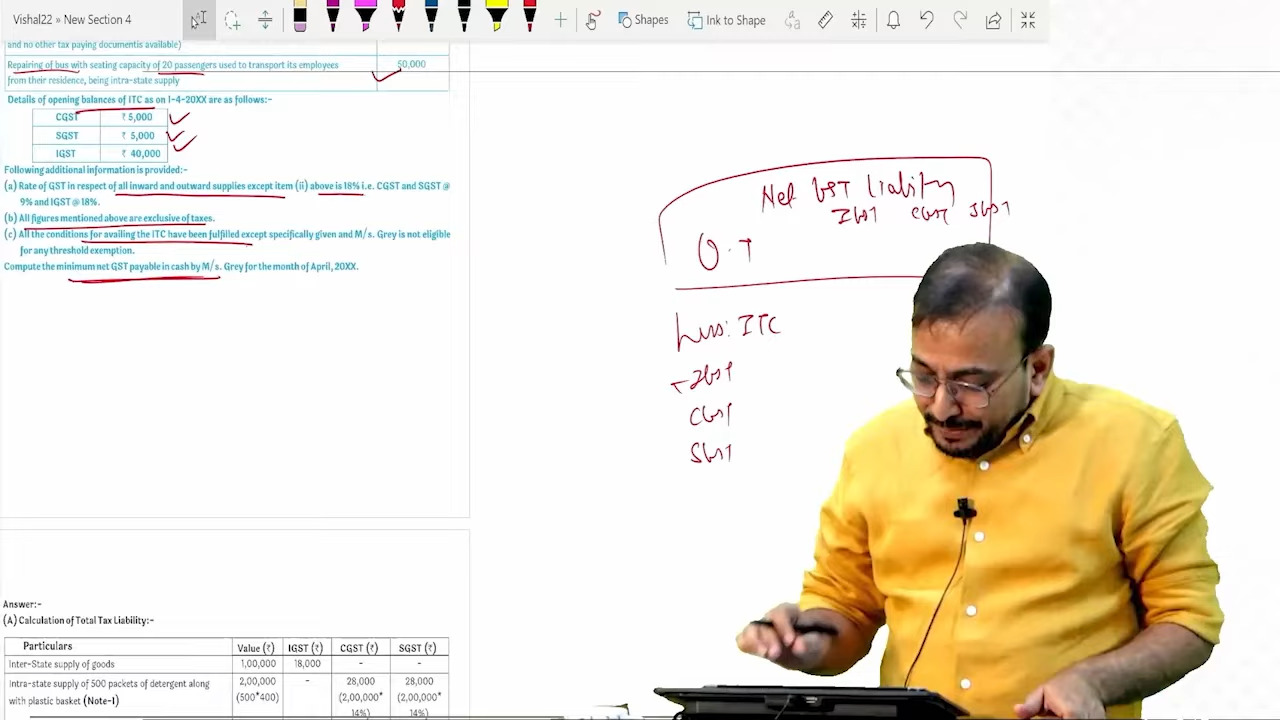 Vishal22 » New Section 4
Shapes
Ink to Shape
and no other tax paying documentis available)
Repairing of bus with seating capacity of 20 passengers used to transport its employees
from their residence, being intra-state supply
50,000
Details of opening balances of ITC as on 1-4-20XX are as follows:-
CGST ₹ 5,000
SGST ₹ 5,000
IGST ₹ 40,000
Following additional information is provided:-
(a) Rate of GST in respect of all inward and outward supplies except item (ii) above is 18% i.e. CGST and SGST @
9% and IGST @ 18%.
(b) All figures mentioned above are exclusive of taxes.
(c) All the conditions for availing the ITC have been fulfilled except specifically given and M/s. Grey is not eligible
for any threshold exemption.
Compute the minimum net GST payable in cash by M/s. Grey for the month of April, 20XX.
Net GST liability
IGST CGST SGST
O.T
Less: ITC
IGST
CGST
SGST
Answer:-
(A) Calculation of Total Tax Liability:-
Particulars Value (₹) IGST (₹) CGST (₹) SGST (₹)
Inter-State supply of goods 1,00,000 18,000 - -
Intra-state supply of 500 packets of detergent along 2,00,000 - 28,000 28,000
with plastic basket (Note-1) (500*400) (2,00,000* (2,00,000*
14%) 14%)